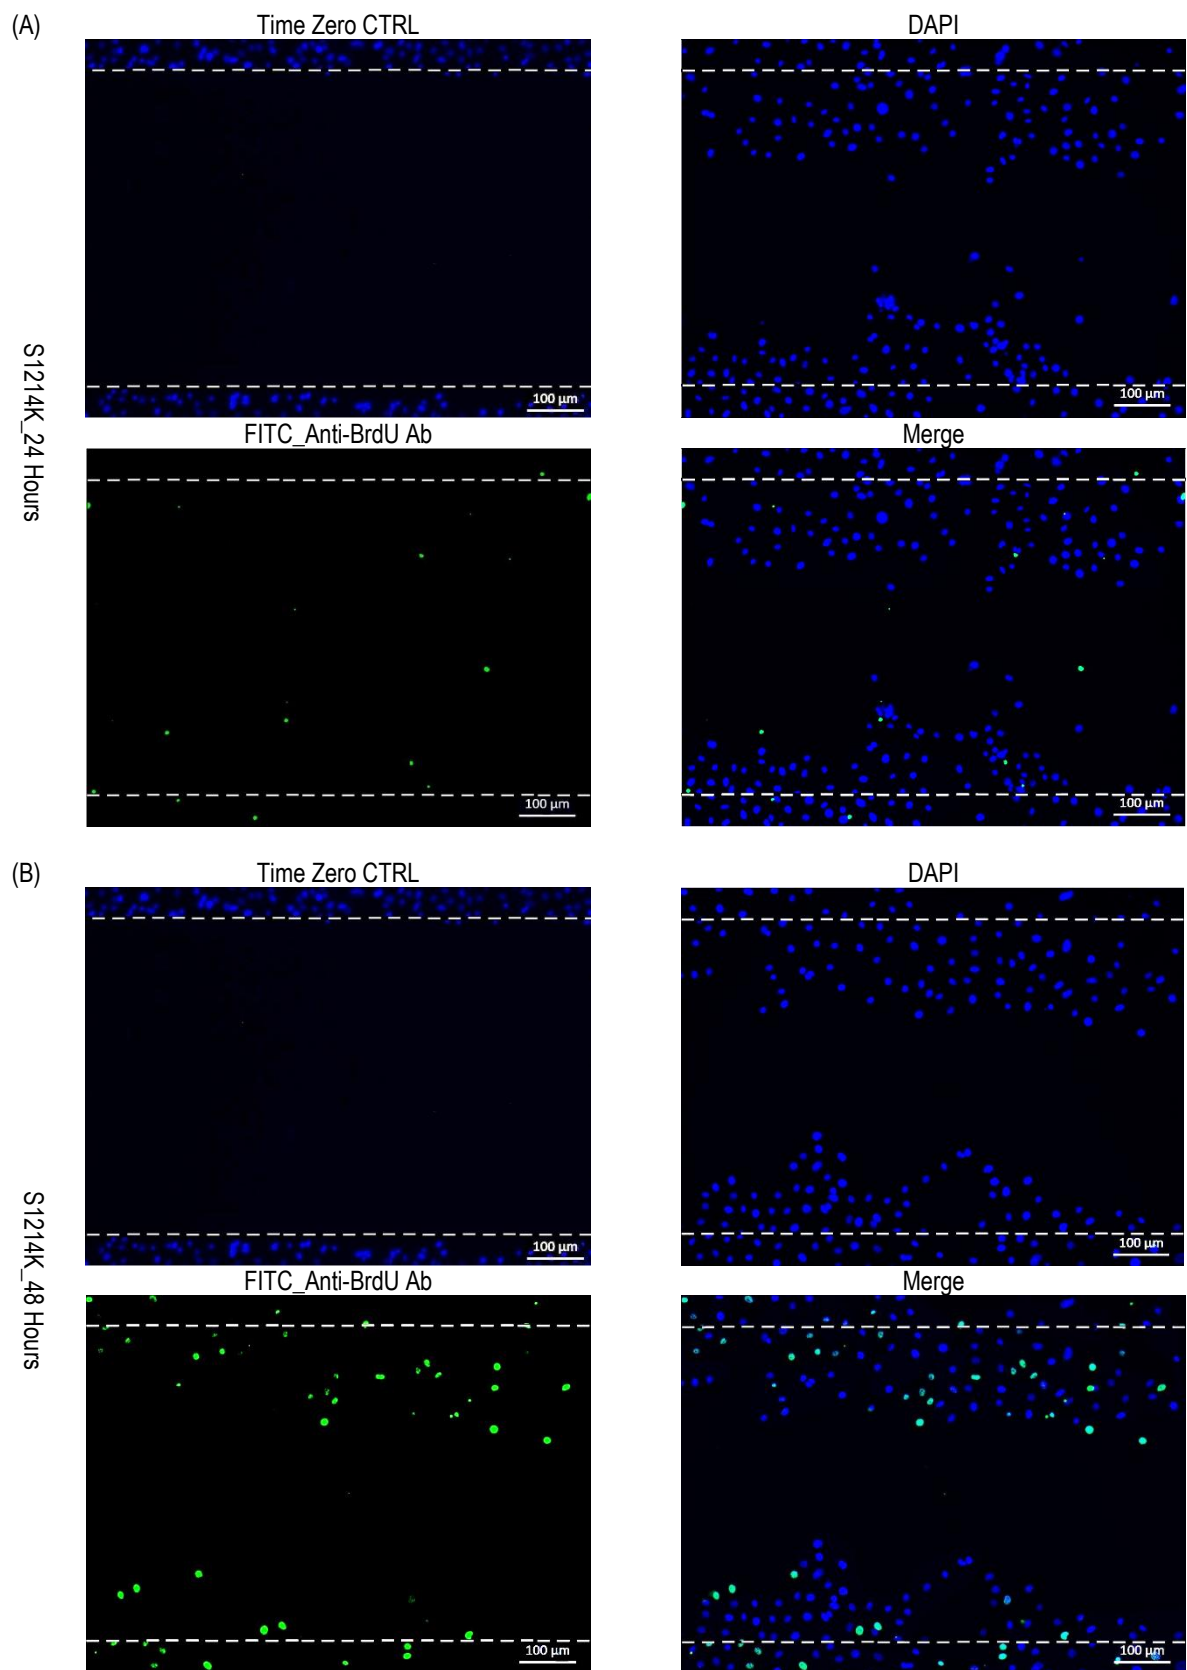 (A)
Time Zero CTRL
DAPI
100 µm
100 µm
S1214K_24 Hours
FITC_Anti-BrdU Ab
Merge
100 µm
100 µm
(B)
Time Zero CTRL
DAPI
100 µm
100 µm
S1214K_48 Hours
FITC_Anti-BrdU Ab
Merge
100 µm
100 µm